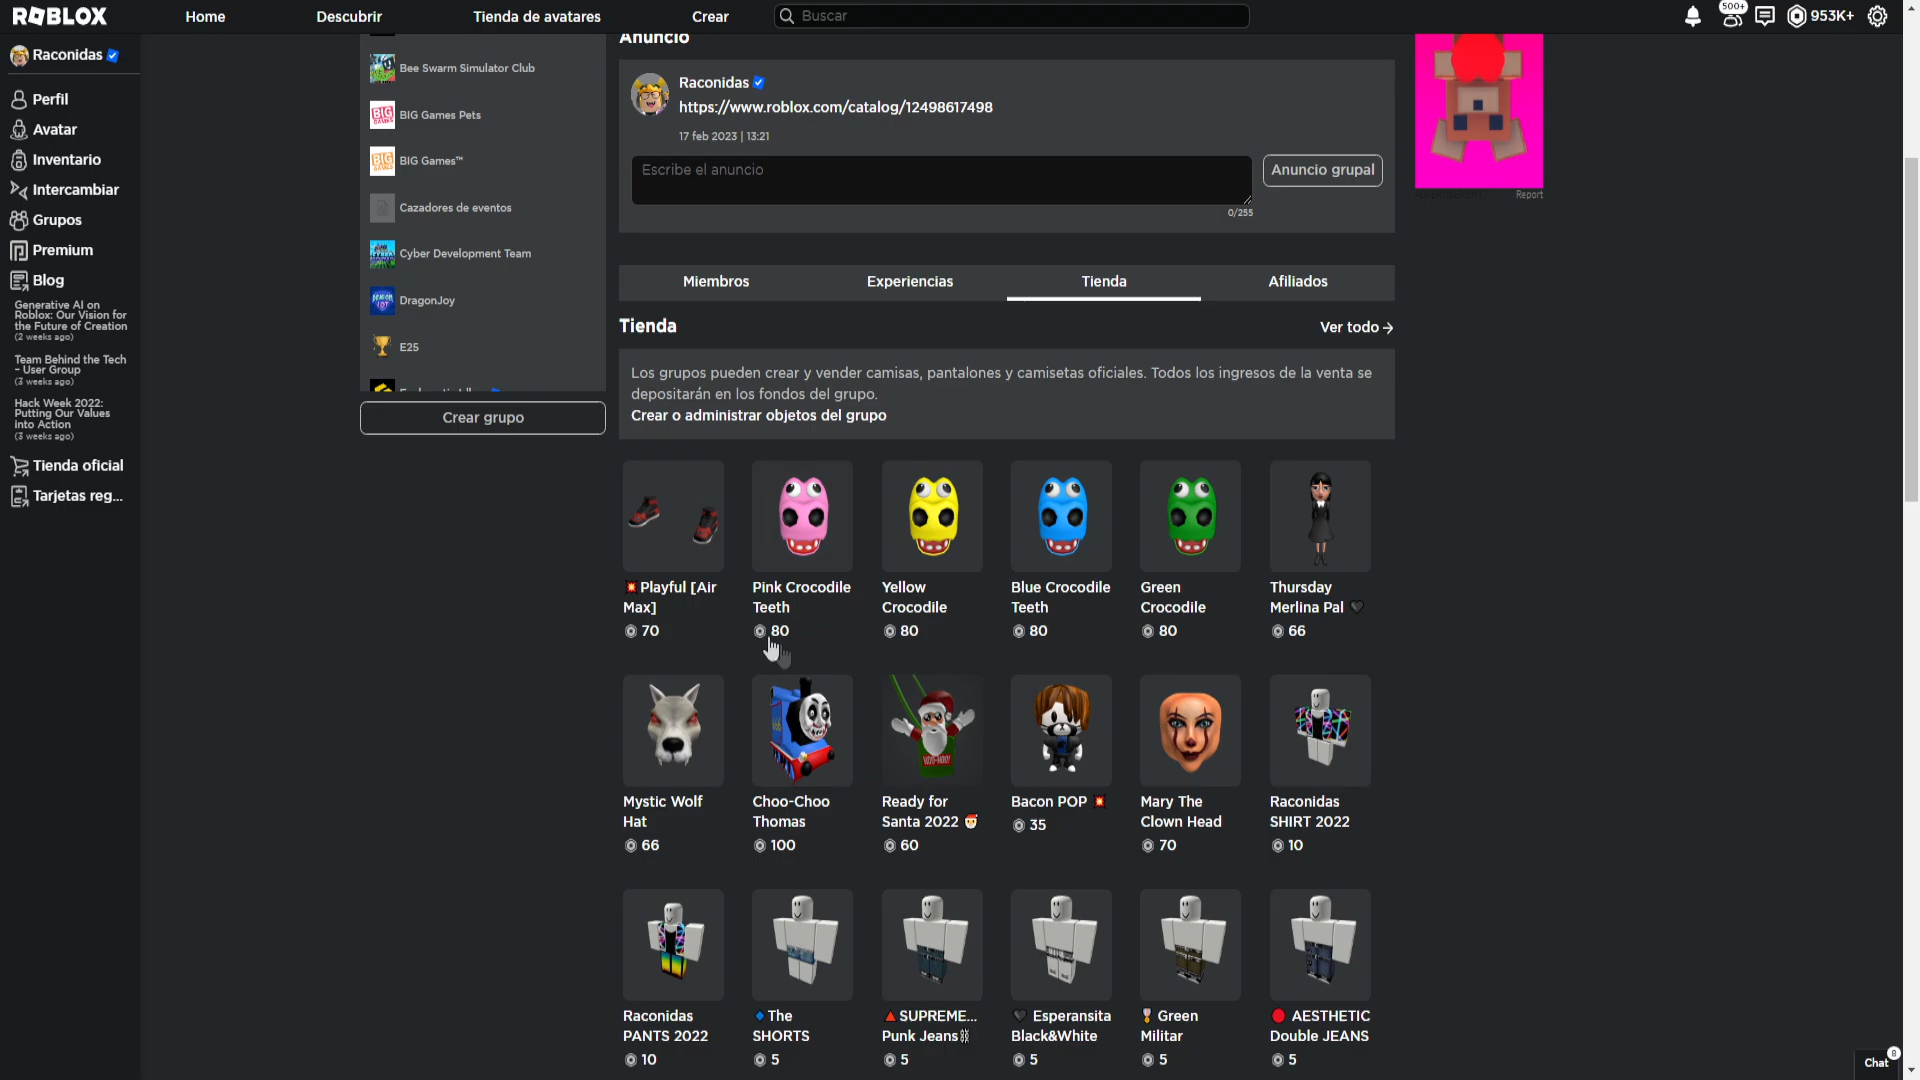 ROBLOX
Home
Descubrir
Tienda de avatares
Crear
Buscar
500+
953K+
Raconidas
Perfil
Avatar
Inventario
Intercambiar
Grupos
Premium
Blog
Generative AI on
Roblox: Our Vision for
the Future of Creation
(2 weeks ago)
Team Behind the Tech
- User Group
(3 weeks ago)
Hack Week 2022:
Putting Our Values
into Action
(3 weeks ago)
Tienda oficial
Tarjetas reg...
Bee Swarm Simulator Club
BIG Games Pets
BIG Games™
Cazadores de eventos
Cyber Development Team
DragonJoy
E25
Crear grupo
Anuncio
Raconidas
https://www.roblox.com/catalog/12498617498
17 feb 2023 | 13:21
Escribe el anuncio
Anuncio grupal
0/255
Report
Miembros
Experiencias
Tienda
Afiliados
Tienda
Ver todo
Los grupos pueden crear y vender camisas, pantalones y camisetas oficiales. Todos los ingresos de la venta se
depositarán en los fondos del grupo.
Crear o administrar objetos del grupo
💥Playful [Air
Max]
70
Pink Crocodile
Teeth
80
Yellow
Crocodile
80
Blue Crocodile
Teeth
80
Green
Crocodile
80
Thursday
Merlina Pal 🖤
66
Mystic Wolf
Hat
66
Choo-Choo
Thomas
100
Ready for
Santa 2022 🎅
60
Bacon POP 💥
35
Mary The
Clown Head
70
Raconidas
SHIRT 2022
10
Raconidas
PANTS 2022
10
🔹The
SHORTS
5
🔺SUPREME...
Punk Jeans⛓
5
🖤 Esperansita
Black&White
5
🎖 Green
Militar
5
🔴 AESTHETIC
Double JEANS
5
Chat
8